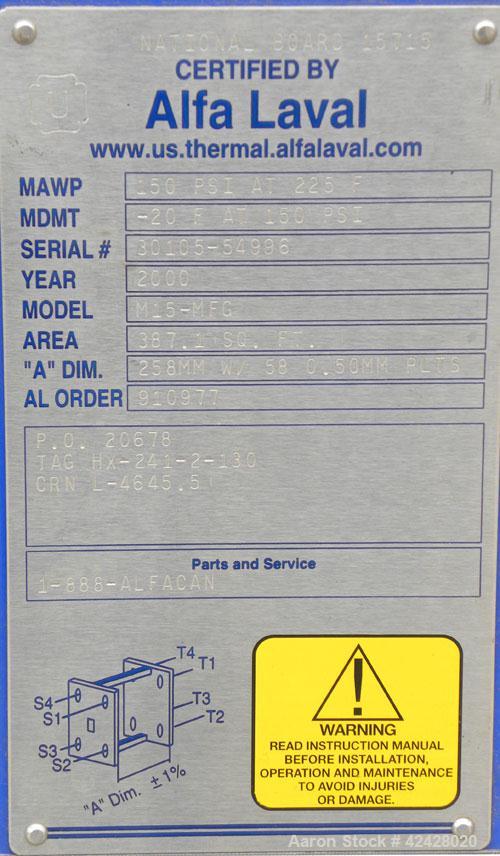 NATIONAL BOARD 15715
U
CERTIFIED BY
Alfa Laval
www.us.thermal.alfalaval.com
MAWP 150 PSI AT 225 F
MDMT -20 F AT 150 PSI
SERIAL # 30105-54996
YEAR 2000
MODEL M15-MFG
AREA 387.1 SQ. FT.
"A" DIM. 258MM W/ 58 0.50MM PLTS
AL ORDER 910977
P.O. 20678
TAG HX-241-2-130
CRN L-4645.5
Parts and Service
1-888-ALFACAN
T4
T1
S4
S1
T3
T2
S3
S2
"A" Dim. ± 1%
WARNING
READ INSTRUCTION MANUAL
BEFORE INSTALLATION,
OPERATION AND MAINTENANCE
TO AVOID INJURIES
OR DAMAGE.
Aaron Stock # 42428020